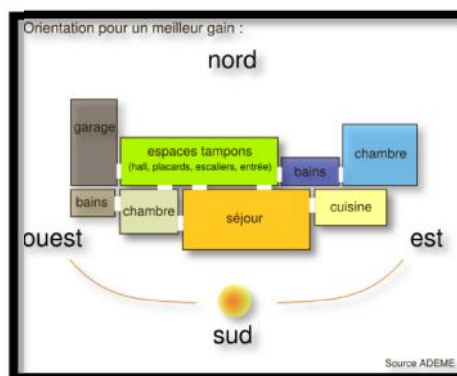 Orientation pour un meilleur gain :
nord
garage
espaces tampons
(hall, placards, escaliers, entrée)
bains
chambre
bains
chambre
séjour
cuisine
ouest
est
sud
Source ADEME